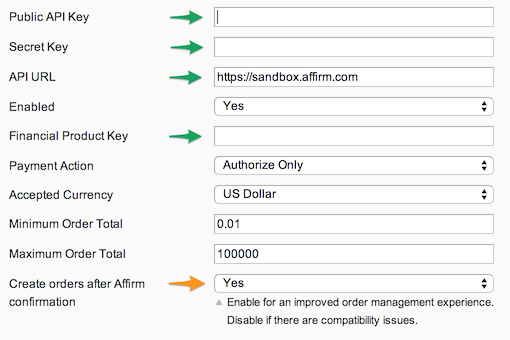 Public API Key
Secret Key
API URL https://sandbox.affirm.com
Enabled Yes
Financial Product Key
Payment Action Authorize Only
Accepted Currency US Dollar
Minimum Order Total 0.01
Maximum Order Total 100000
Create orders after Affirm Yes
confirmation Enable for an improved order management experience.
Disable if there are compatibility issues.